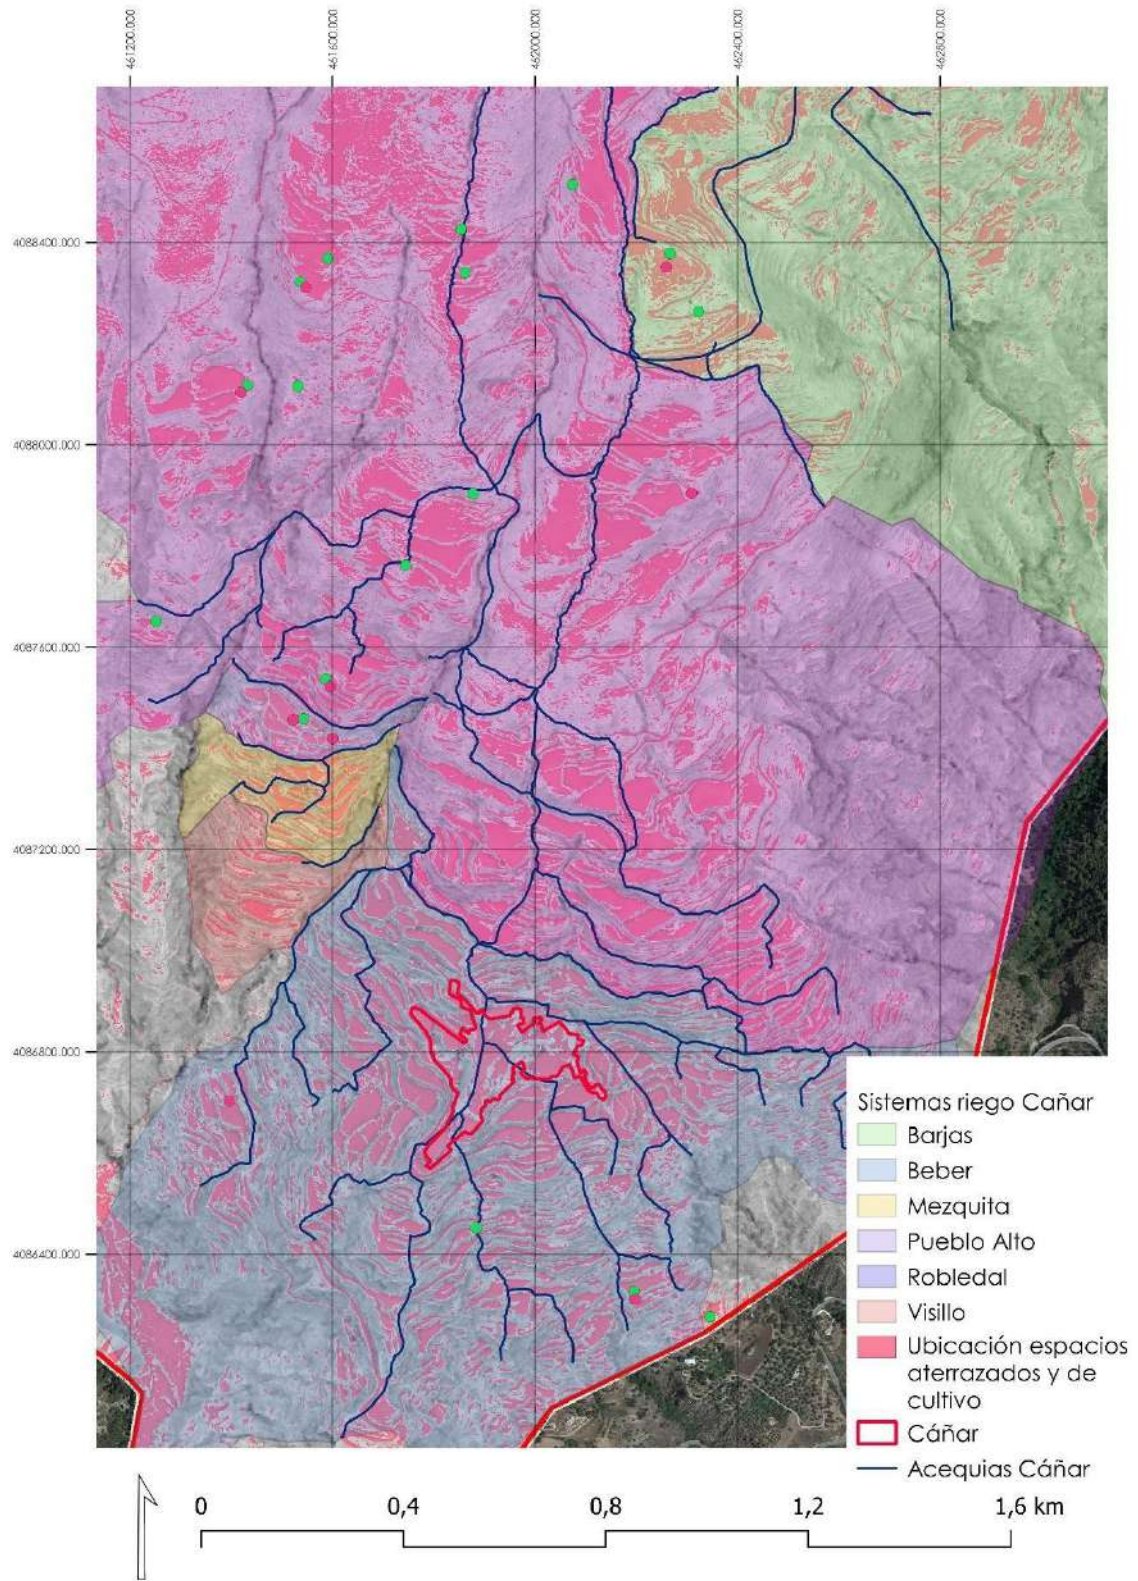 461200.000
461600.000
462000.000
462400.000
462800.000
4088400.000
4088000.000
4087600.000
4087200.000
4086800.000
4086400.000
Sistemas riego Cañar
Barjas
Beber
Mezquita
Pueblo Alto
Robledal
Visillo
Ubicación espacios
aterrazados y de
cultivo
Cáñar
Acequias Cáñar
0 0,4 0,8 1,2 1,6 km